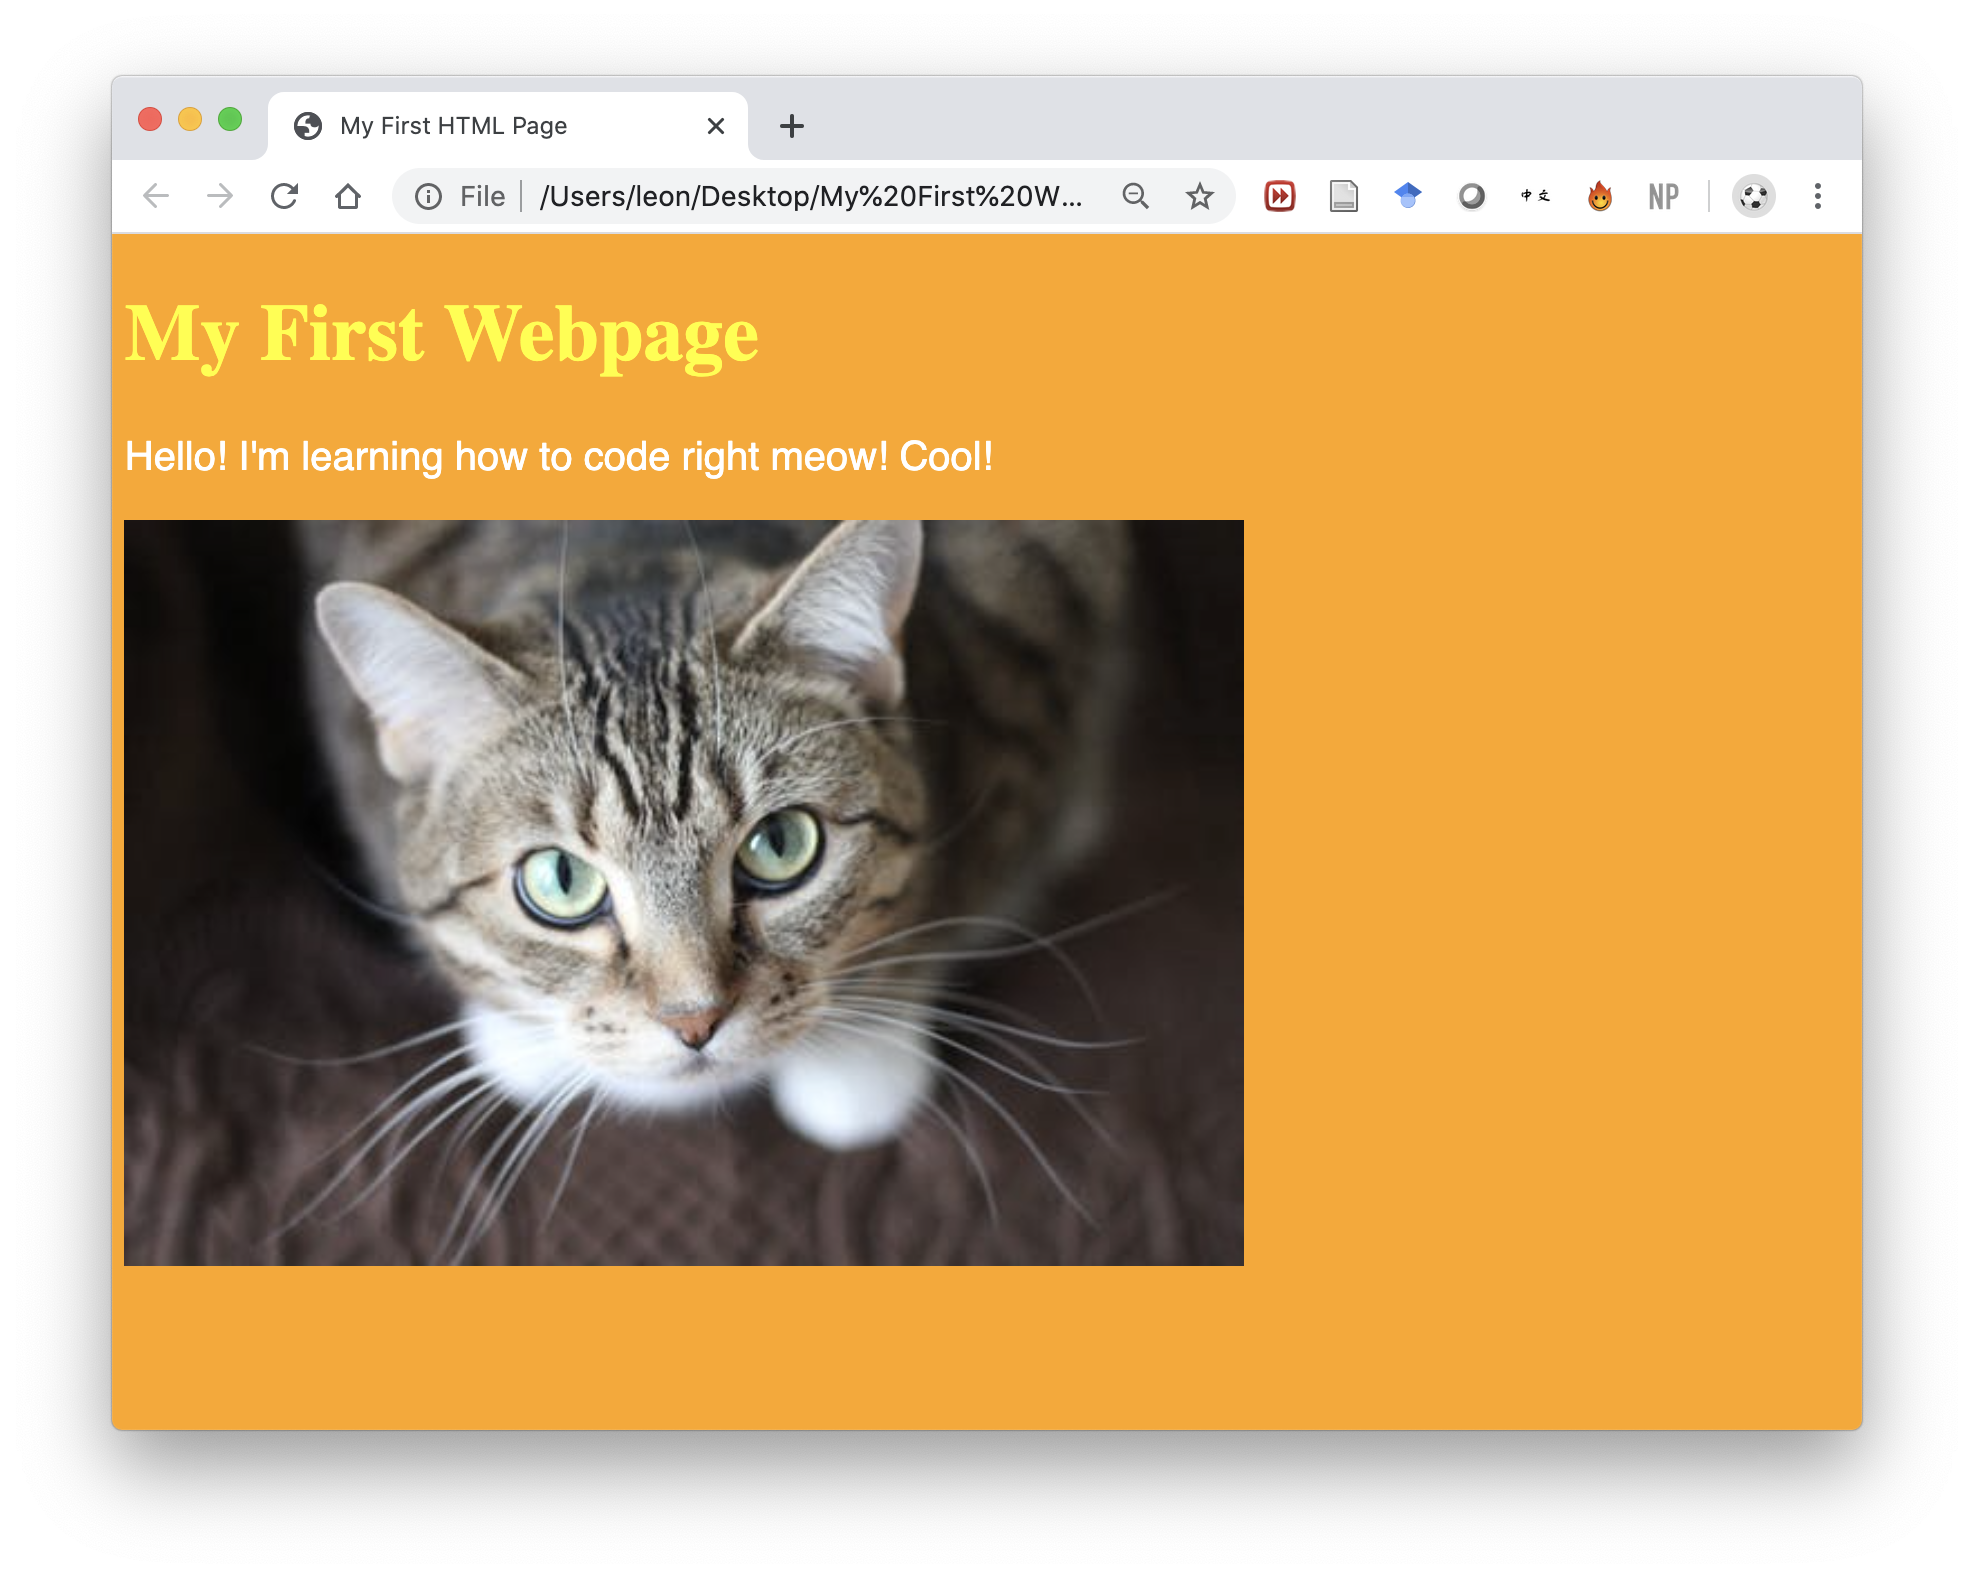 My First HTML Page
File /Users/leon/Desktop/My%20First%20W...
中文
NP
My First Webpage
Hello! I'm learning how to code right meow! Cool!